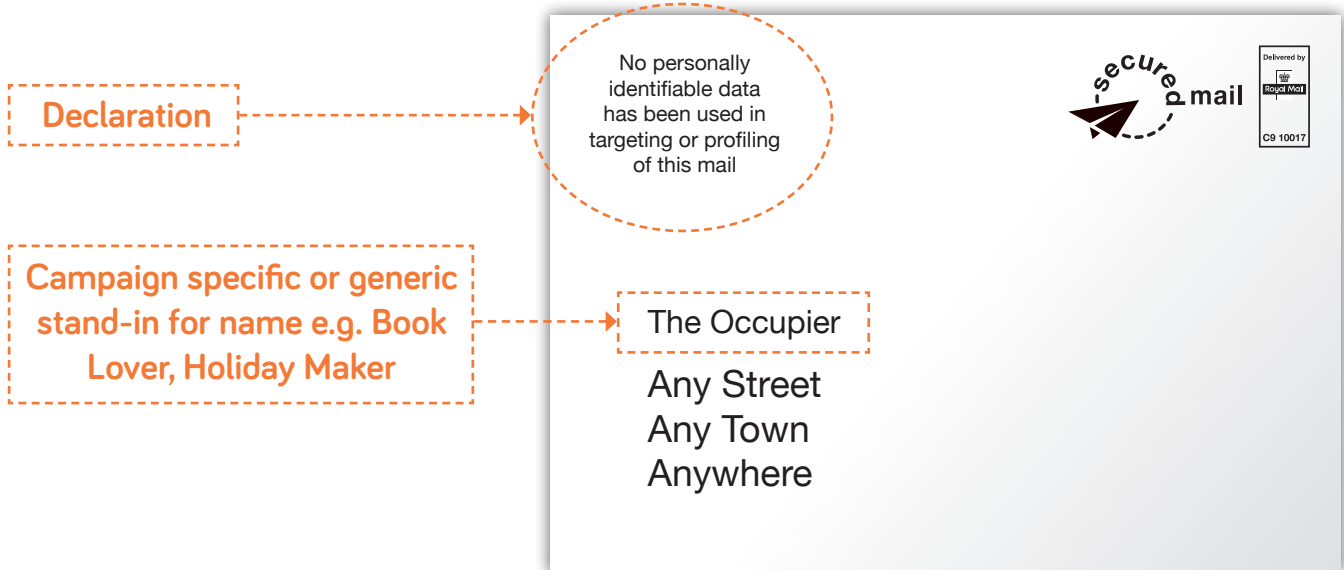 Declaration
No personally
identifiable data
has been used in
targeting or profiling
of this mail
secured mail
Delivered by
Royal Mail
C9 10017
Campaign specific or generic
stand-in for name e.g. Book
Lover, Holiday Maker
The Occupier
Any Street
Any Town
Anywhere